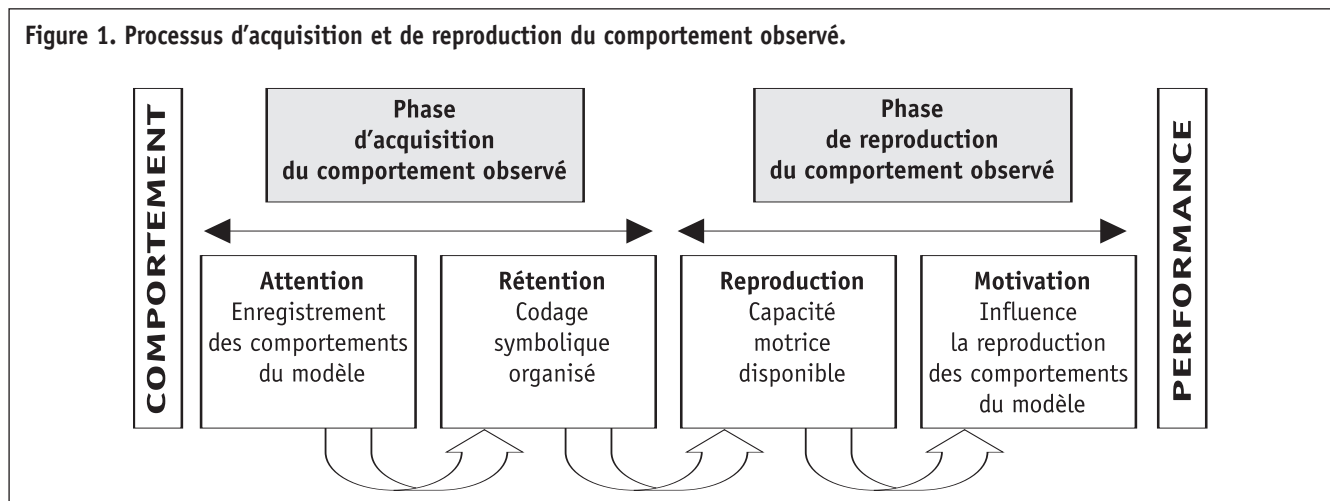 Figure 1. Processus d’acquisition et de reproduction du comportement observé.
COMPORTEMENT
Phase
d’acquisition
du comportement observé
Phase
de reproduction
du comportement observé
Attention
Enregistrement
des comportements
du modèle
Rétention
Codage
symbolique
organisé
Reproduction
Capacité
motrice
disponible
Motivation
Influence
la reproduction
des comportements
du modèle
PERFORMANCE